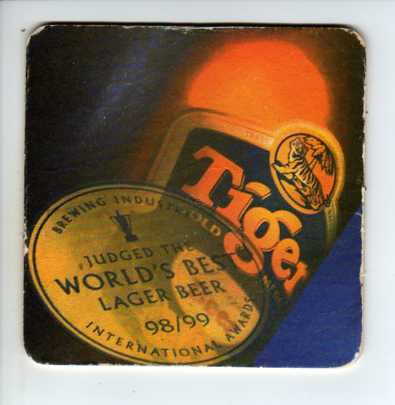 Tiger
BREWING INDUSTRY
GOLD
JUDGED THE
WORLD'S BEST
LAGER BEER
98/99
INTERNATIONAL AWARDS